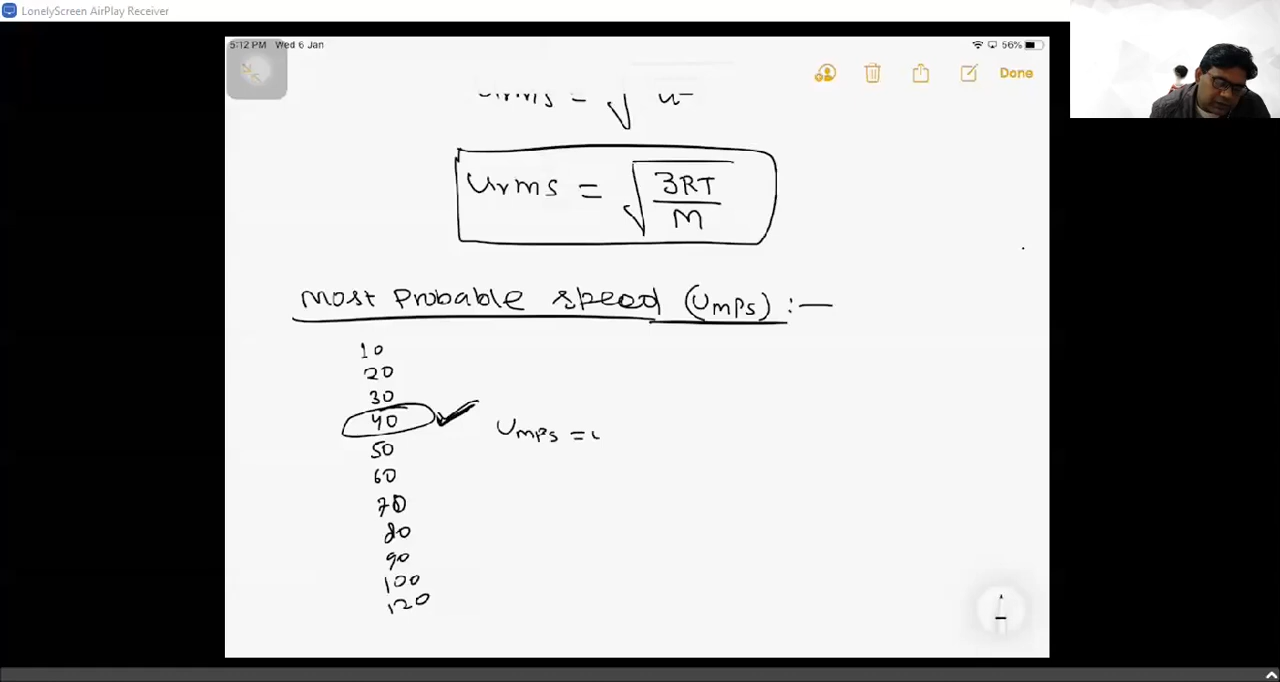 LonelyScreen AirPlay Receiver
5:12 PM Wed 6 Jan
56%
Done
Urms = √3RT/M
Most Probable Speed (Umps) :—
10
20
30
40
Umps =
50
60
70
80
90
100
120